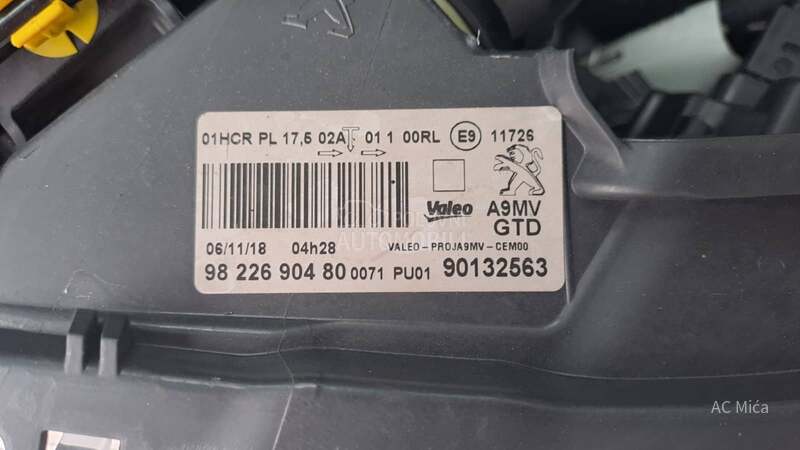 01HCR PL 17,5 02A 01 1 00RL E9 11726
Valeo A9MV
GTD
06/11/18 04h28 VALEO-PROJA9MV-CEM00
98 226 904 80 0071 PU01 90132563
AC Mića